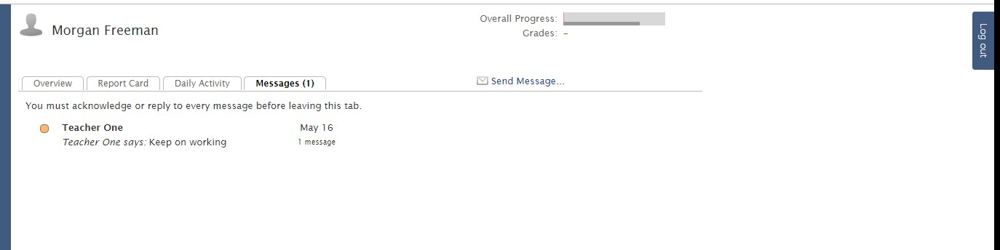 Morgan Freeman
Overall Progress:
Grades: –
Log out
Overview
Report Card
Daily Activity
Messages (1)
Send Message...
You must acknowledge or reply to every message before leaving this tab.
Teacher One May 16
Teacher One says: Keep on working 1 message